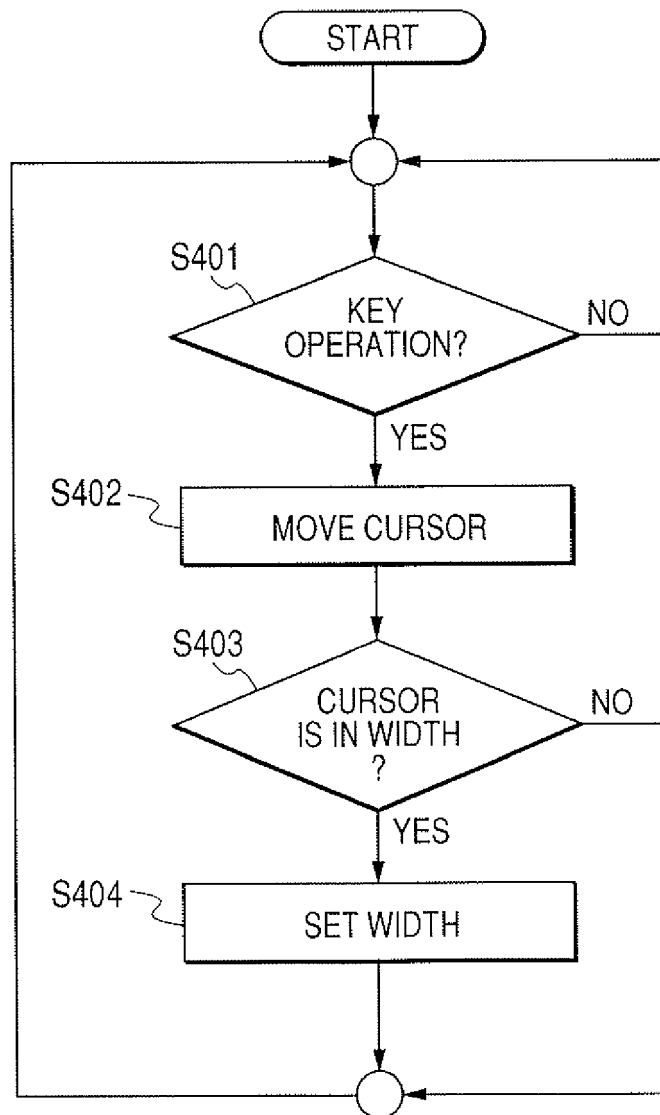 START
S401
KEY
OPERATION?
NO
YES
S402
MOVE CURSOR
S403
CURSOR
IS IN WIDTH
?
NO
YES
S404
SET WIDTH